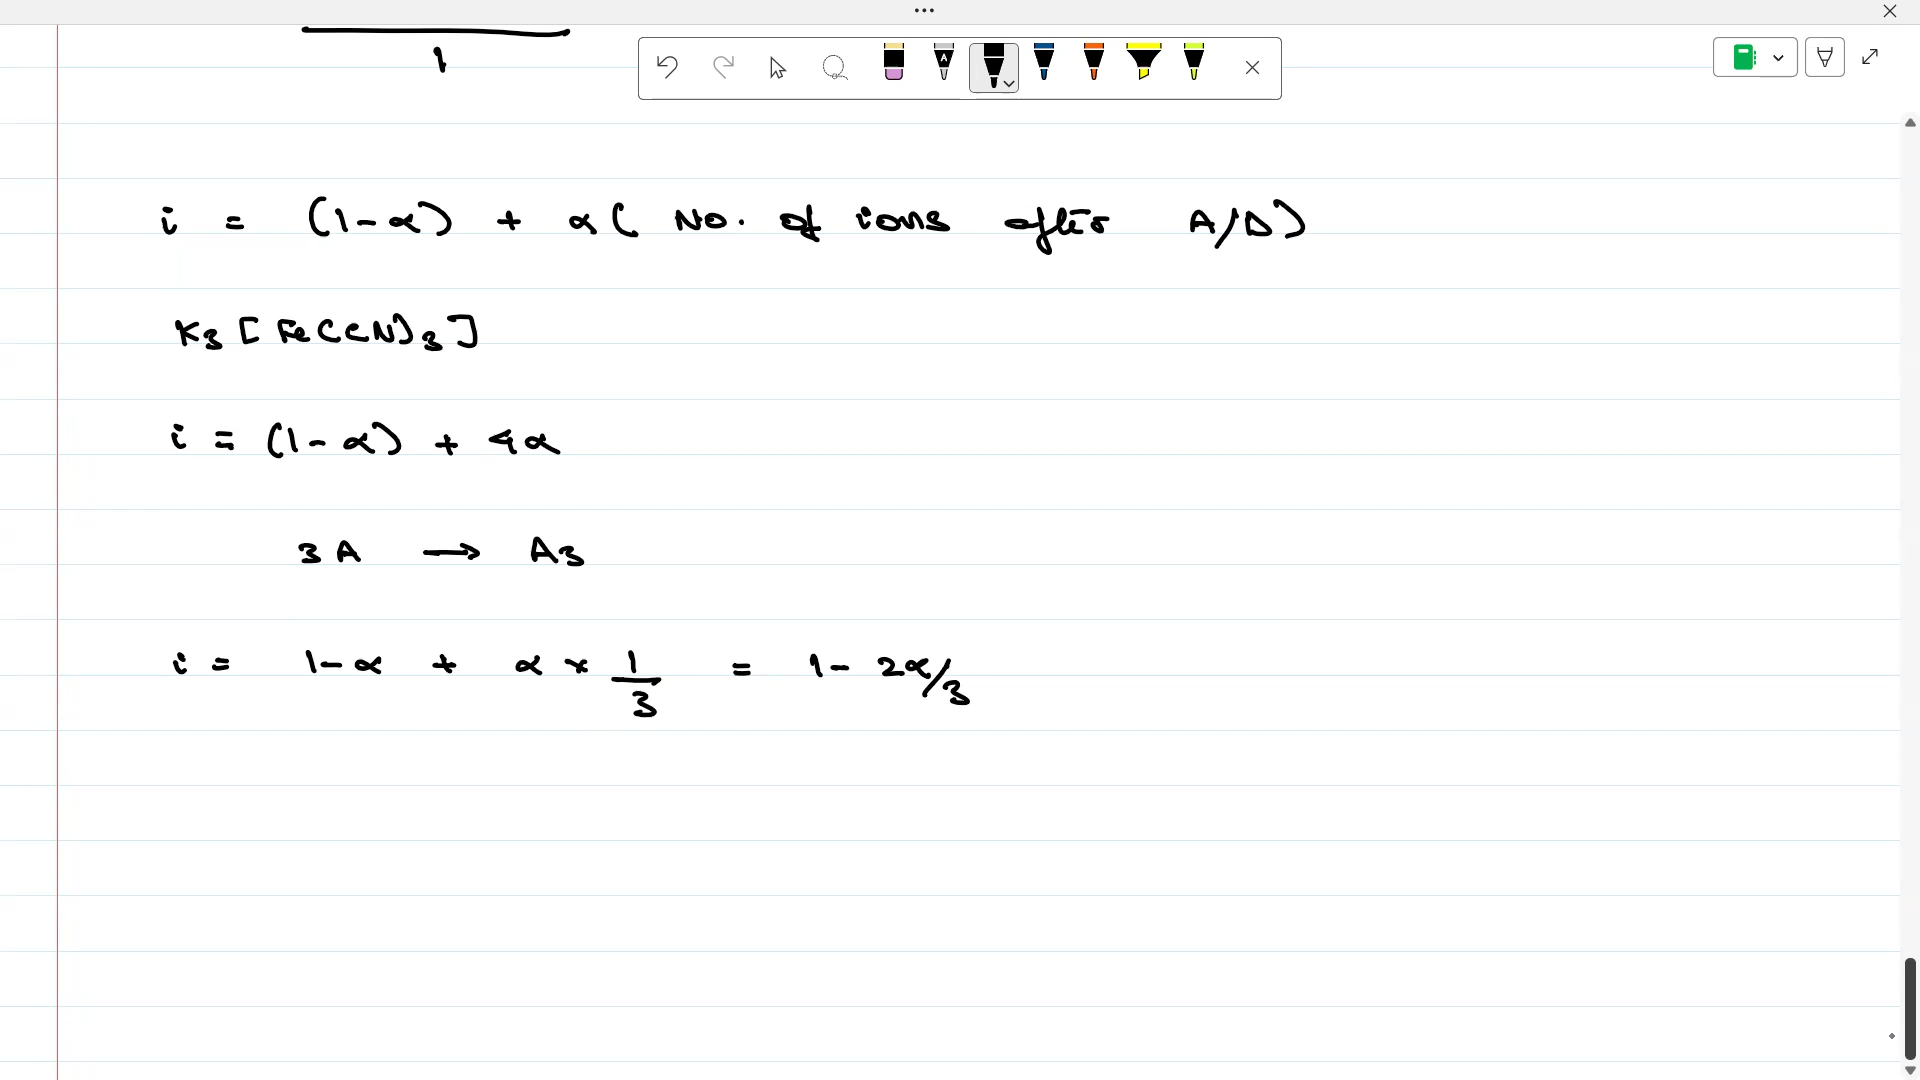 1
i = (1-α) + α( No. of ions after A/D)
K3 [Fe(CN)3]
i = (1-α) + 4α
3A → A3
i = 1-α + α × 1/3 = 1- 2α/3